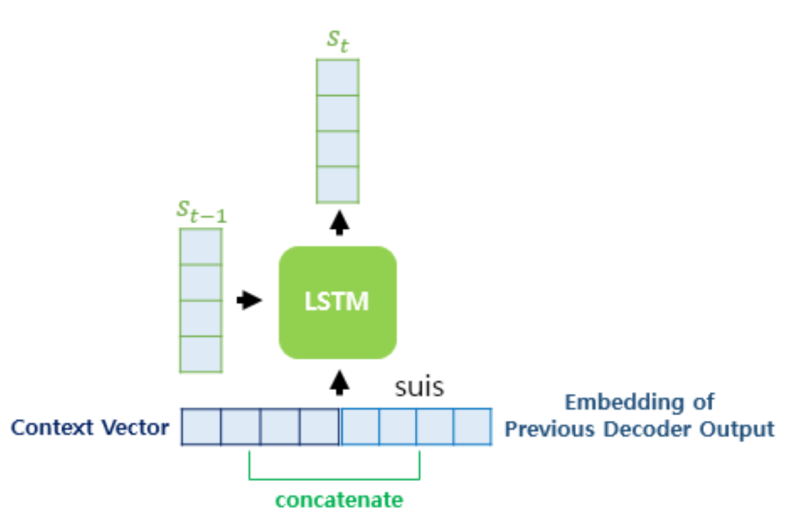 s_t
s_{t-1}
LSTM
suis
Context Vector
Embedding of
Previous Decoder Output
concatenate